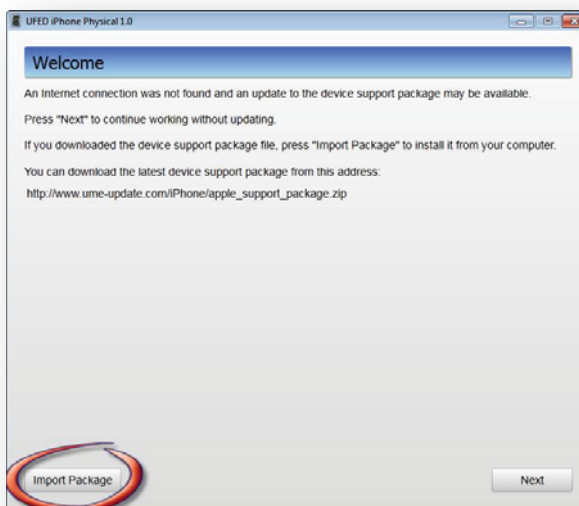 UFED iPhone Physical 1.0
Welcome
An Internet connection was not found and an update to the device support package may be available.
Press "Next" to continue working without updating.
If you downloaded the device support package file, press "Import Package" to install it from your computer.
You can download the latest device support package from this address:
http://www.ume-update.com/iPhone/apple_support_package.zip
Import Package
Next